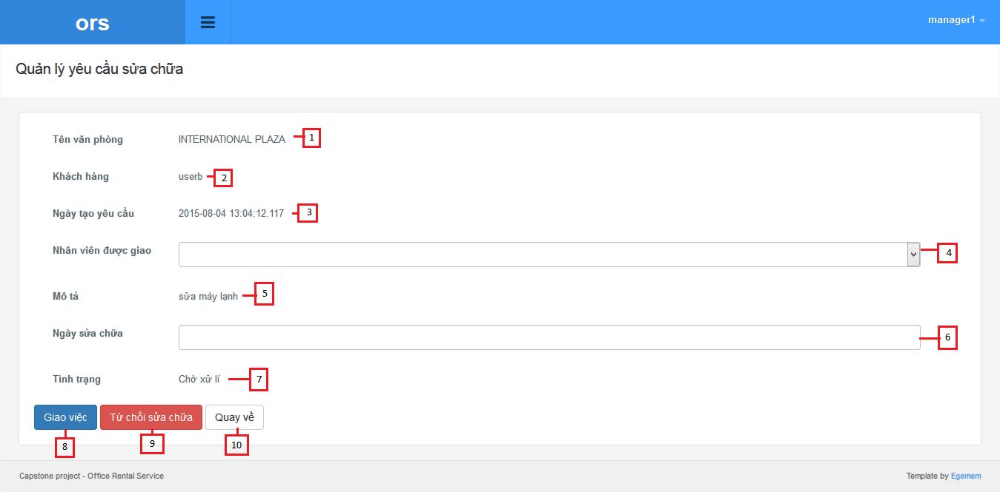 ors
manager1
Quản lý yêu cầu sửa chữa
Tên văn phòng INTERNATIONAL PLAZA 1
Khách hàng userb 2
Ngày tạo yêu cầu 2015-08-04 13:04:12.117 3
Nhân viên được giao 4
Mô tả sửa máy lạnh 5
Ngày sửa chữa 6
Tình trạng Chờ xử lí 7
Giao việc Từ chối sửa chữa Quay về
8 9 10
Capstone project - Office Rental Service Template by Egemem